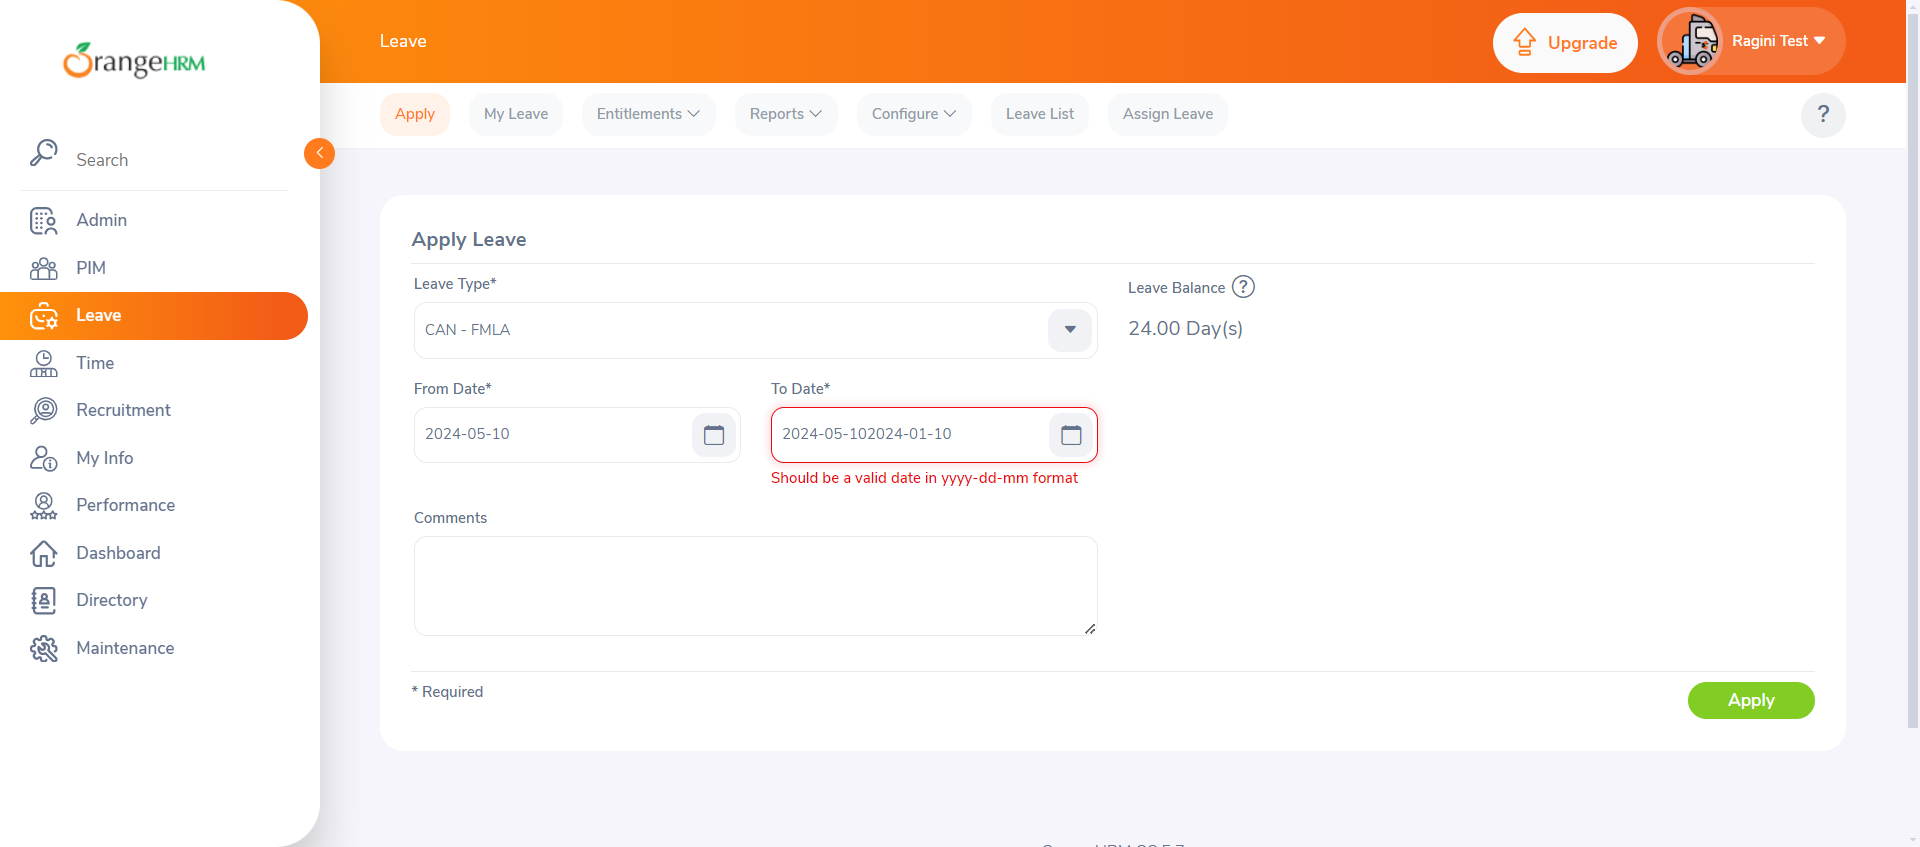 OrangeHRM
Leave
Upgrade
Ragini Test
Apply
My Leave
Entitlements
Reports
Configure
Leave List
Assign Leave
?
Search
Admin
PIM
Leave
Time
Recruitment
My Info
Performance
Dashboard
Directory
Maintenance
Apply Leave
Leave Type*
CAN - FMLA
Leave Balance ?
24.00 Day(s)
From Date*
2024-05-10
To Date*
2024-05-102024-01-10
Should be a valid date in yyyy-dd-mm format
Comments
* Required
Apply